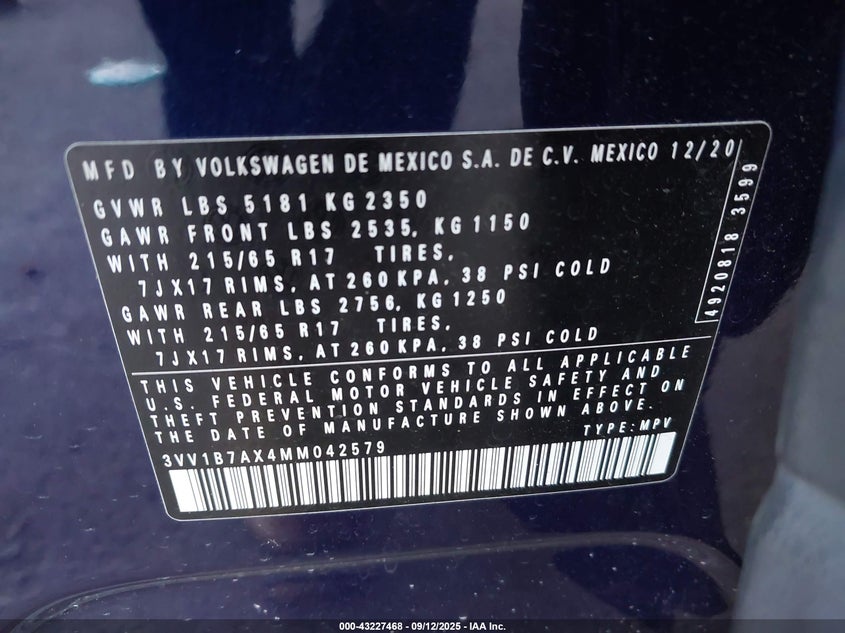 MFD BY VOLKSWAGEN DE MEXICO S.A. DE C.V. MEXICO 12/20
GVWR LBS 5181 KG 2350
GAWR FRONT LBS 2535, KG 1150
WITH 215/65 R17 TIRES,
7JX17 RIMS, AT 260 KPA, 38 PSI COLD
GAWR REAR LBS 2756, KG 1250
WITH 215/65 R17 TIRES,
7JX17 RIMS, AT 260 KPA, 38 PSI COLD
4920818 3599
THIS VEHICLE CONFORMS TO ALL APPLICABLE
U.S. FEDERAL MOTOR VEHICLE SAFETY AND
THEFT PREVENTION STANDARDS IN EFFECT ON
THE DATE OF MANUFACTURE SHOWN ABOVE.
TYPE: MPV
3VV1B7AX4MM042579
000-43227468 - 09/12/2025 - IAA Inc.